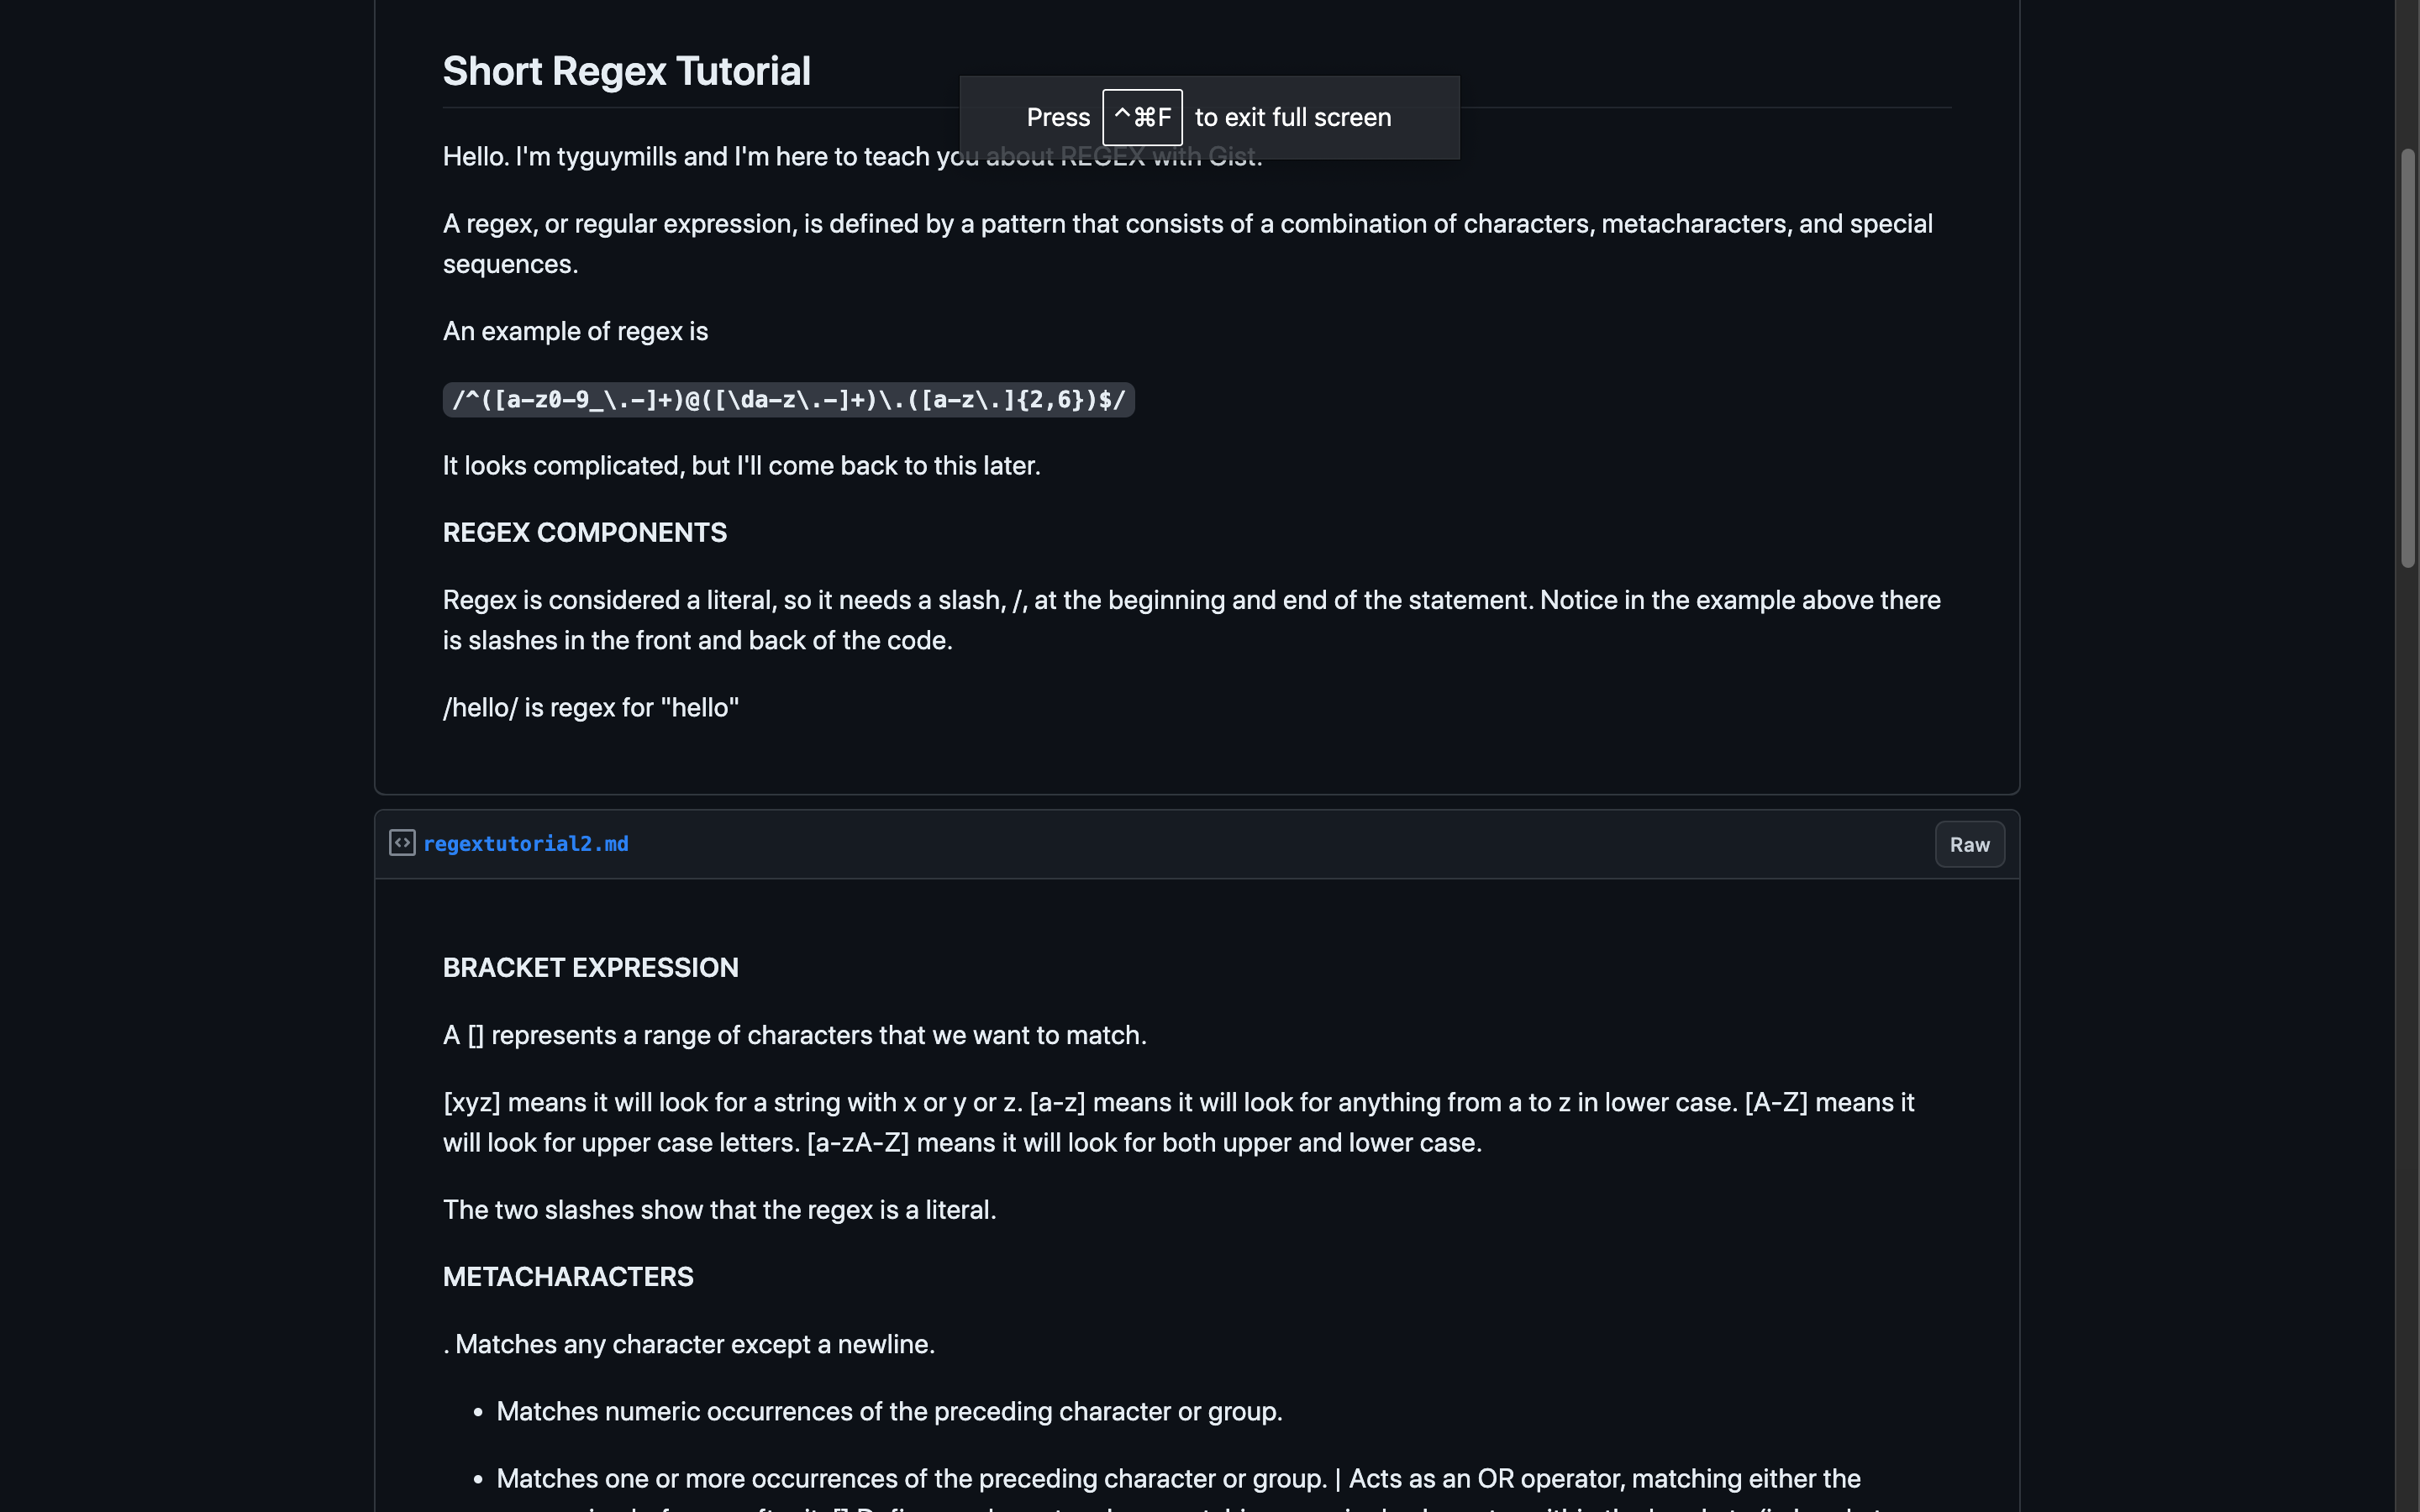 Short Regex Tutorial
Press ^⌘F to exit full screen
Hello. I'm tyguymills and I'm here to teach you about REGEX with Gist.
A regex, or regular expression, is defined by a pattern that consists of a combination of characters, metacharacters, and special
sequences.
An example of regex is
/^([a-z0-9_\.-]+)@([\da-z\.-]+)\.([a-z\.]{2,6})$/
It looks complicated, but I'll come back to this later.
REGEX COMPONENTS
Regex is considered a literal, so it needs a slash, /, at the beginning and end of the statement. Notice in the example above there
is slashes in the front and back of the code.
/hello/ is regex for "hello"
regextutorial2.md
Raw
BRACKET EXPRESSION
A [] represents a range of characters that we want to match.
[xyz] means it will look for a string with x or y or z. [a-z] means it will look for anything from a to z in lower case. [A-Z] means it
will look for upper case letters. [a-zA-Z] means it will look for both upper and lower case.
The two slashes show that the regex is a literal.
METACHARACTERS
. Matches any character except a newline.
• Matches numeric occurrences of the preceding character or group.
• Matches one or more occurrences of the preceding character or group. | Acts as an OR operator, matching either the